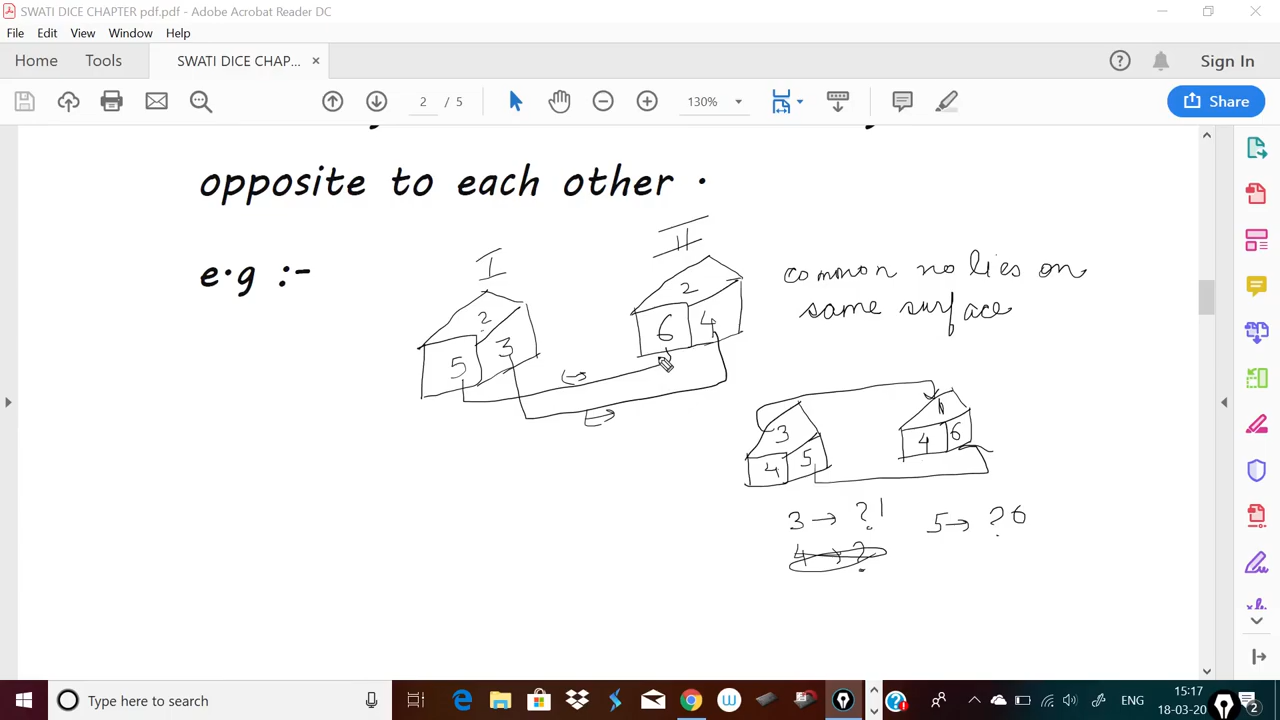 SWATI DICE CHAPTER pdf.pdf - Adobe Acrobat Reader DC
File Edit View Window Help
Home Tools SWATI DICE CHAP... × Sign In
2 / 5 130% Share
opposite to each other .
e.g :-
I
II
2
5 3
2
6 4
common no lies on
same surface
3
4 5
1
4 6
3 → ? 1
5 → ? 6
4 → ?
Type here to search
ENG
15:17
18-03-20
2